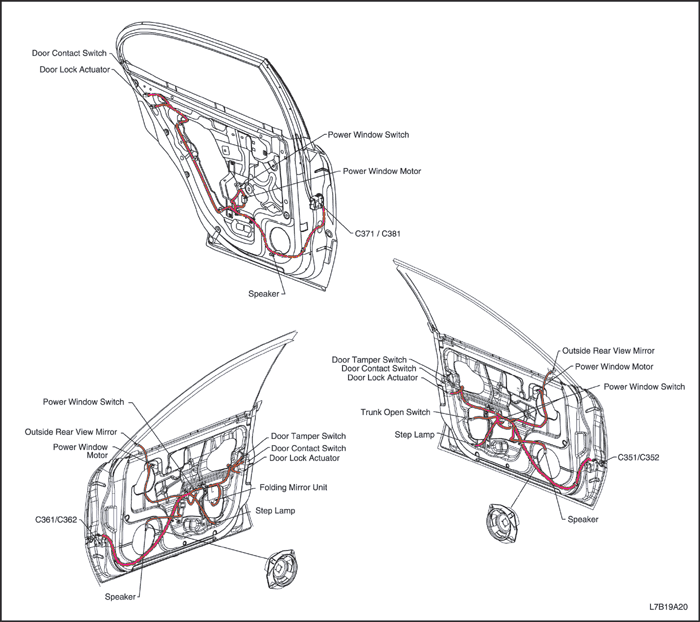 Door Contact Switch
Door Lock Actuator
Power Window Switch
Power Window Motor
C371 / C381
Speaker
Outside Rear View Mirror
Door Tamper Switch
Power Window Motor
Door Contact Switch
Door Lock Actuator
Power Window Switch
Trunk Open Switch
Step Lamp
C351/C352
Speaker
Power Window Switch
Outside Rear View Mirror
Door Tamper Switch
Power Window
Motor
Door Contact Switch
Door Lock Actuator
Folding Mirror Unit
Step Lamp
C361/C362
Speaker
L7B19A20